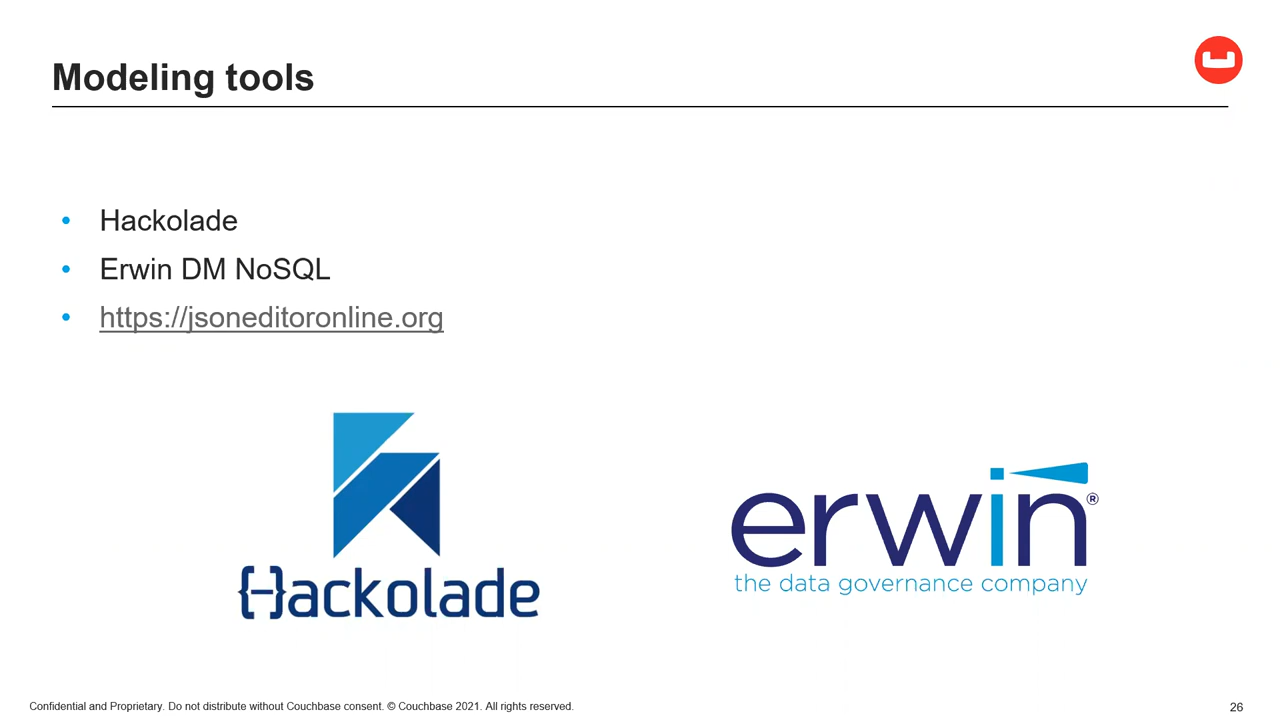 Modeling tools
• Hackolade
• Erwin DM NoSQL
• https://jsoneditoronline.org
Hackolade
erwin®
the data governance company
Confidential and Proprietary. Do not distribute without Couchbase consent. © Couchbase 2021. All rights reserved.
26